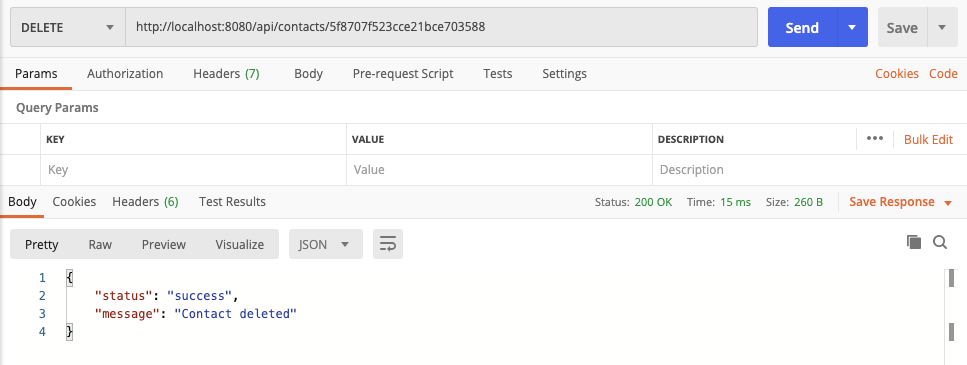 DELETE http://localhost:8080/api/contacts/5f8707f523cce21bce703588 Send Save
Params Authorization Headers (7) Body Pre-request Script Tests Settings Cookies Code
Query Params
KEY VALUE DESCRIPTION ••• Bulk Edit
Key Value Description
Body Cookies Headers (6) Test Results Status: 200 OK Time: 15 ms Size: 260 B Save Response
Pretty Raw Preview Visualize JSON
1 {
2 "status": "success",
3 "message": "Contact deleted"
4 }